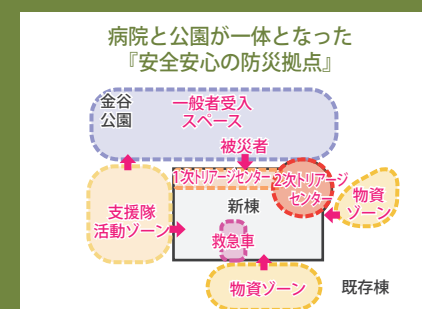 病院と公園が一体となった
『安全安心の防災拠点』
金谷
公園
一般者受入
スペース
被災者
1次トリアージセンター
2次トリアージ
センター
物資
ゾーン
支援隊
活動ゾーン
新棟
救急車
物資ゾーン
既存棟